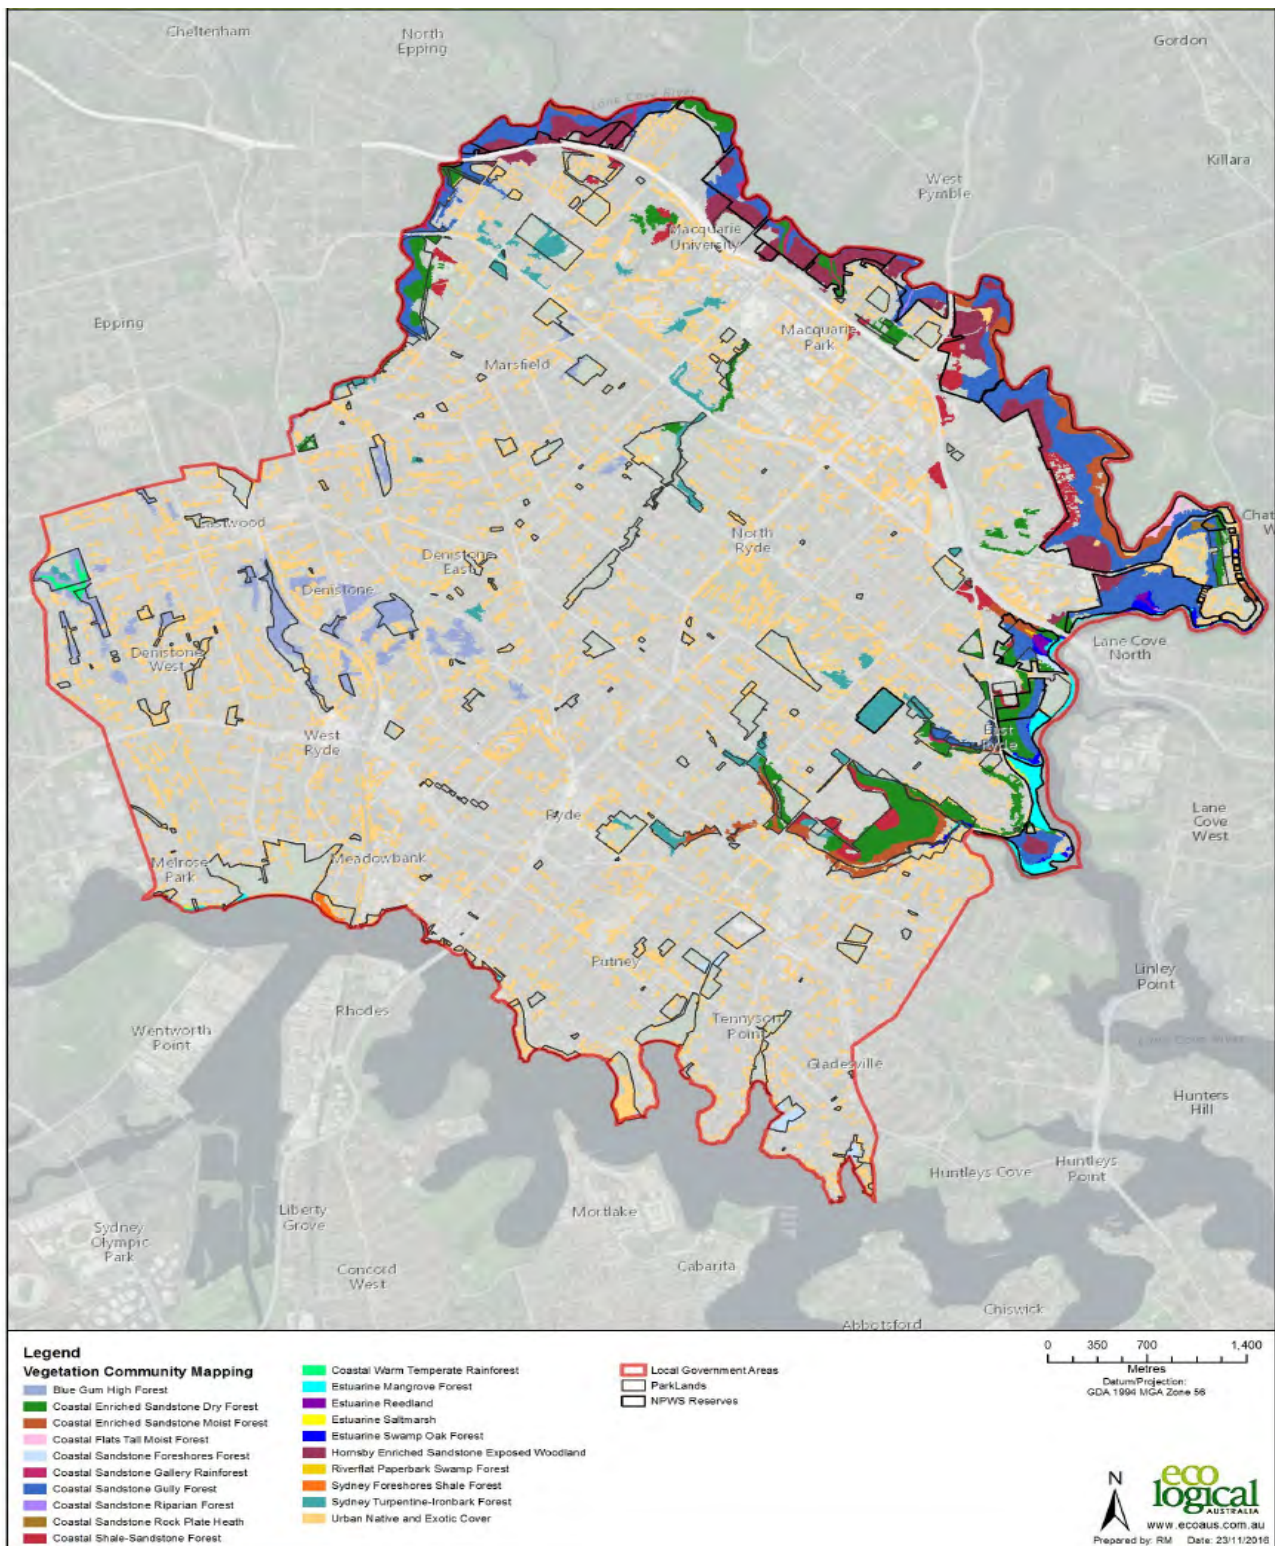 Cheltenham
North
Epping
Gordon
Lane Cove River
Killara
West
Pymble
Macquarie
University
Epping
Macquarie
Park
Marsfield
Eastwood
Chat
W
North
Ryde
Denistone
East
Denistone
Lane Cove
North
Denistone
West
West
Ryde
East
Ryde
Lane
Cove
West
Ryde
Melrose
Park
Meadowbank
Putney
Linley
Point
Rhodes
Wentworth
Point
Tennyson
Point
Lane Cove River
Gladesville
Hunters
Hill
Huntleys Cove
Huntleys
Point
Liberty
Grove
Mortlake
Sydney
Olympic
Park
Concord
West
Cabarita
Chiswick
Abbotsford
Legend
Vegetation Community Mapping
Blue Gum High Forest
Coastal Enriched Sandstone Dry Forest
Coastal Enriched Sandstone Moist Forest
Coastal Flats Tall Moist Forest
Coastal Sandstone Foreshores Forest
Coastal Sandstone Gallery Rainforest
Coastal Sandstone Gully Forest
Coastal Sandstone Riparian Forest
Coastal Sandstone Rock Plate Heath
Coastal Shale-Sandstone Forest
Coastal Warm Temperate Rainforest
Estuarine Mangrove Forest
Estuarine Reedland
Estuarine Saltmarsh
Estuarine Swamp Oak Forest
Hornsby Enriched Sandstone Exposed Woodland
Riverflat Paperbark Swamp Forest
Sydney Foreshores Shale Forest
Sydney Turpentine-Ironbark Forest
Urban Native and Exotic Cover
Local Government Areas
ParkLands
NPWS Reserves
0 350 700 1,400
Metres
Datum/Projection:
GDA 1994 MGA Zone 56
N
eco
logical
AUSTRALIA
www.ecoaus.com.au
Prepared by: RM Date: 23/11/2016